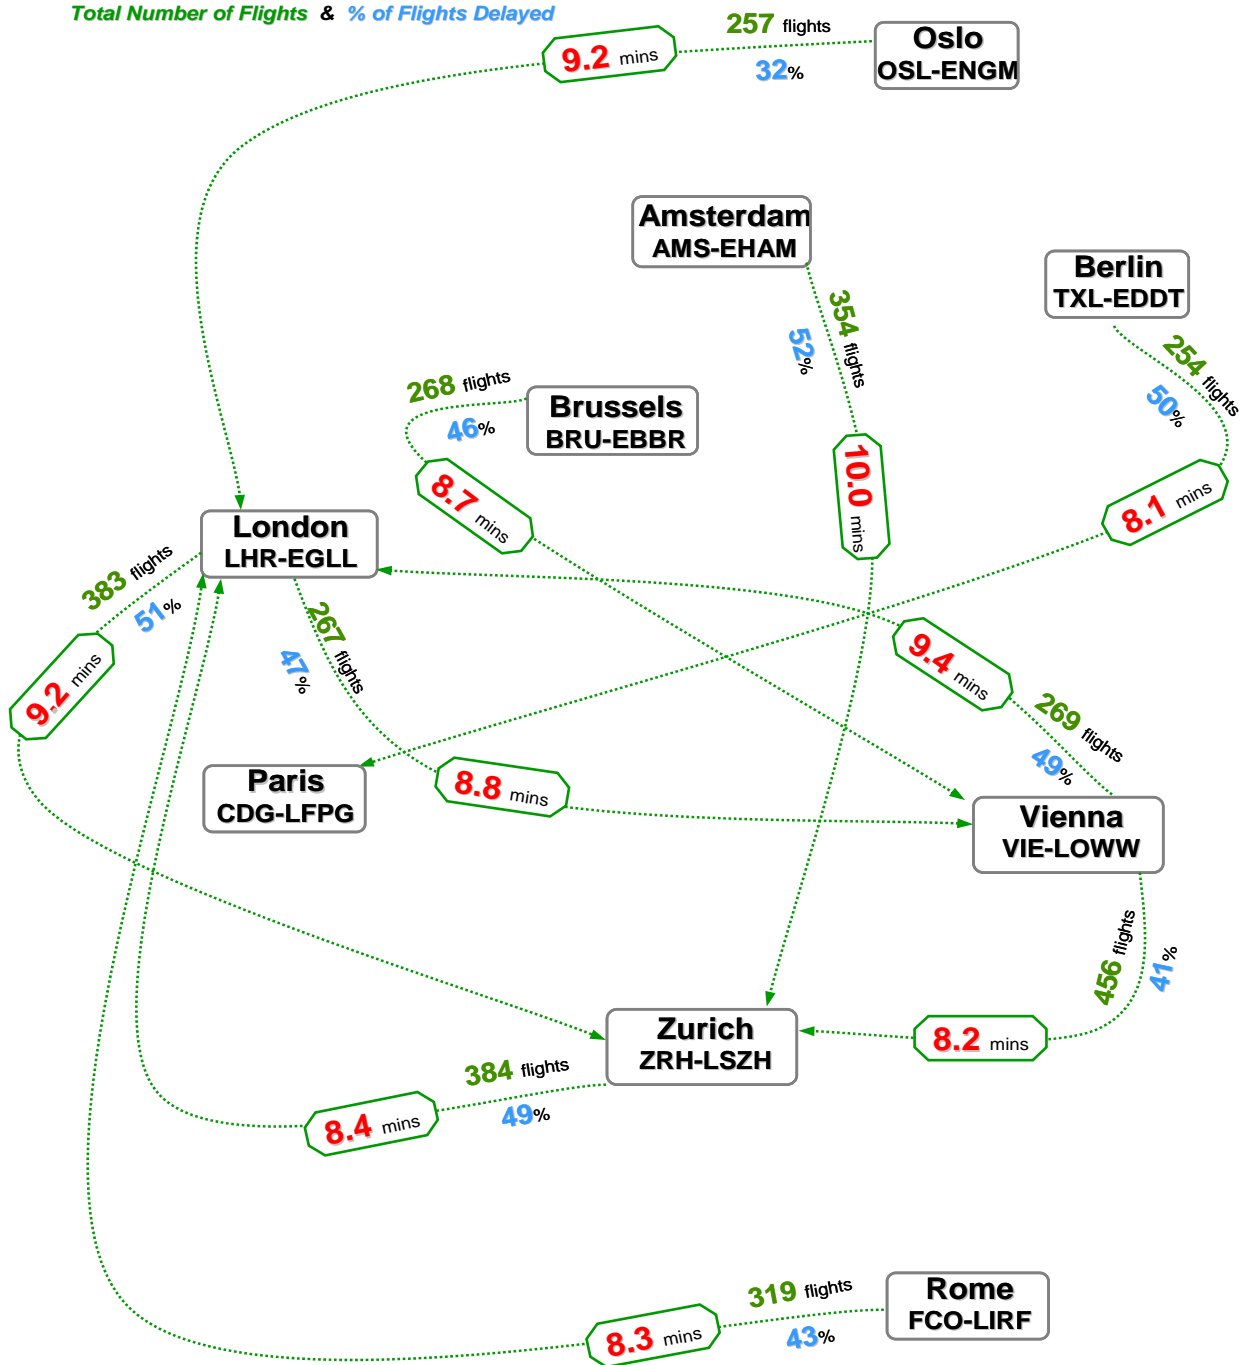 Total Number of Flights & % of Flights Delayed
257 flights
32%
9.2 mins
Oslo
OSL-ENGM
Amsterdam
AMS-EHAM
354 flights
52%
10.0 mins
Berlin
TXL-EDDT
254 flights
50%
8.1 mins
268 flights
46%
8.7 mins
Brussels
BRU-EBBR
London
LHR-EGLL
383 flights
51%
9.2 mins
267 flights
47%
8.8 mins
9.4 mins
269 flights
49%
Paris
CDG-LFPG
Vienna
VIE-LOWW
456 flights
41%
8.2 mins
Zurich
ZRH-LSZH
384 flights
49%
8.4 mins
319 flights
43%
8.3 mins
Rome
FCO-LIRF